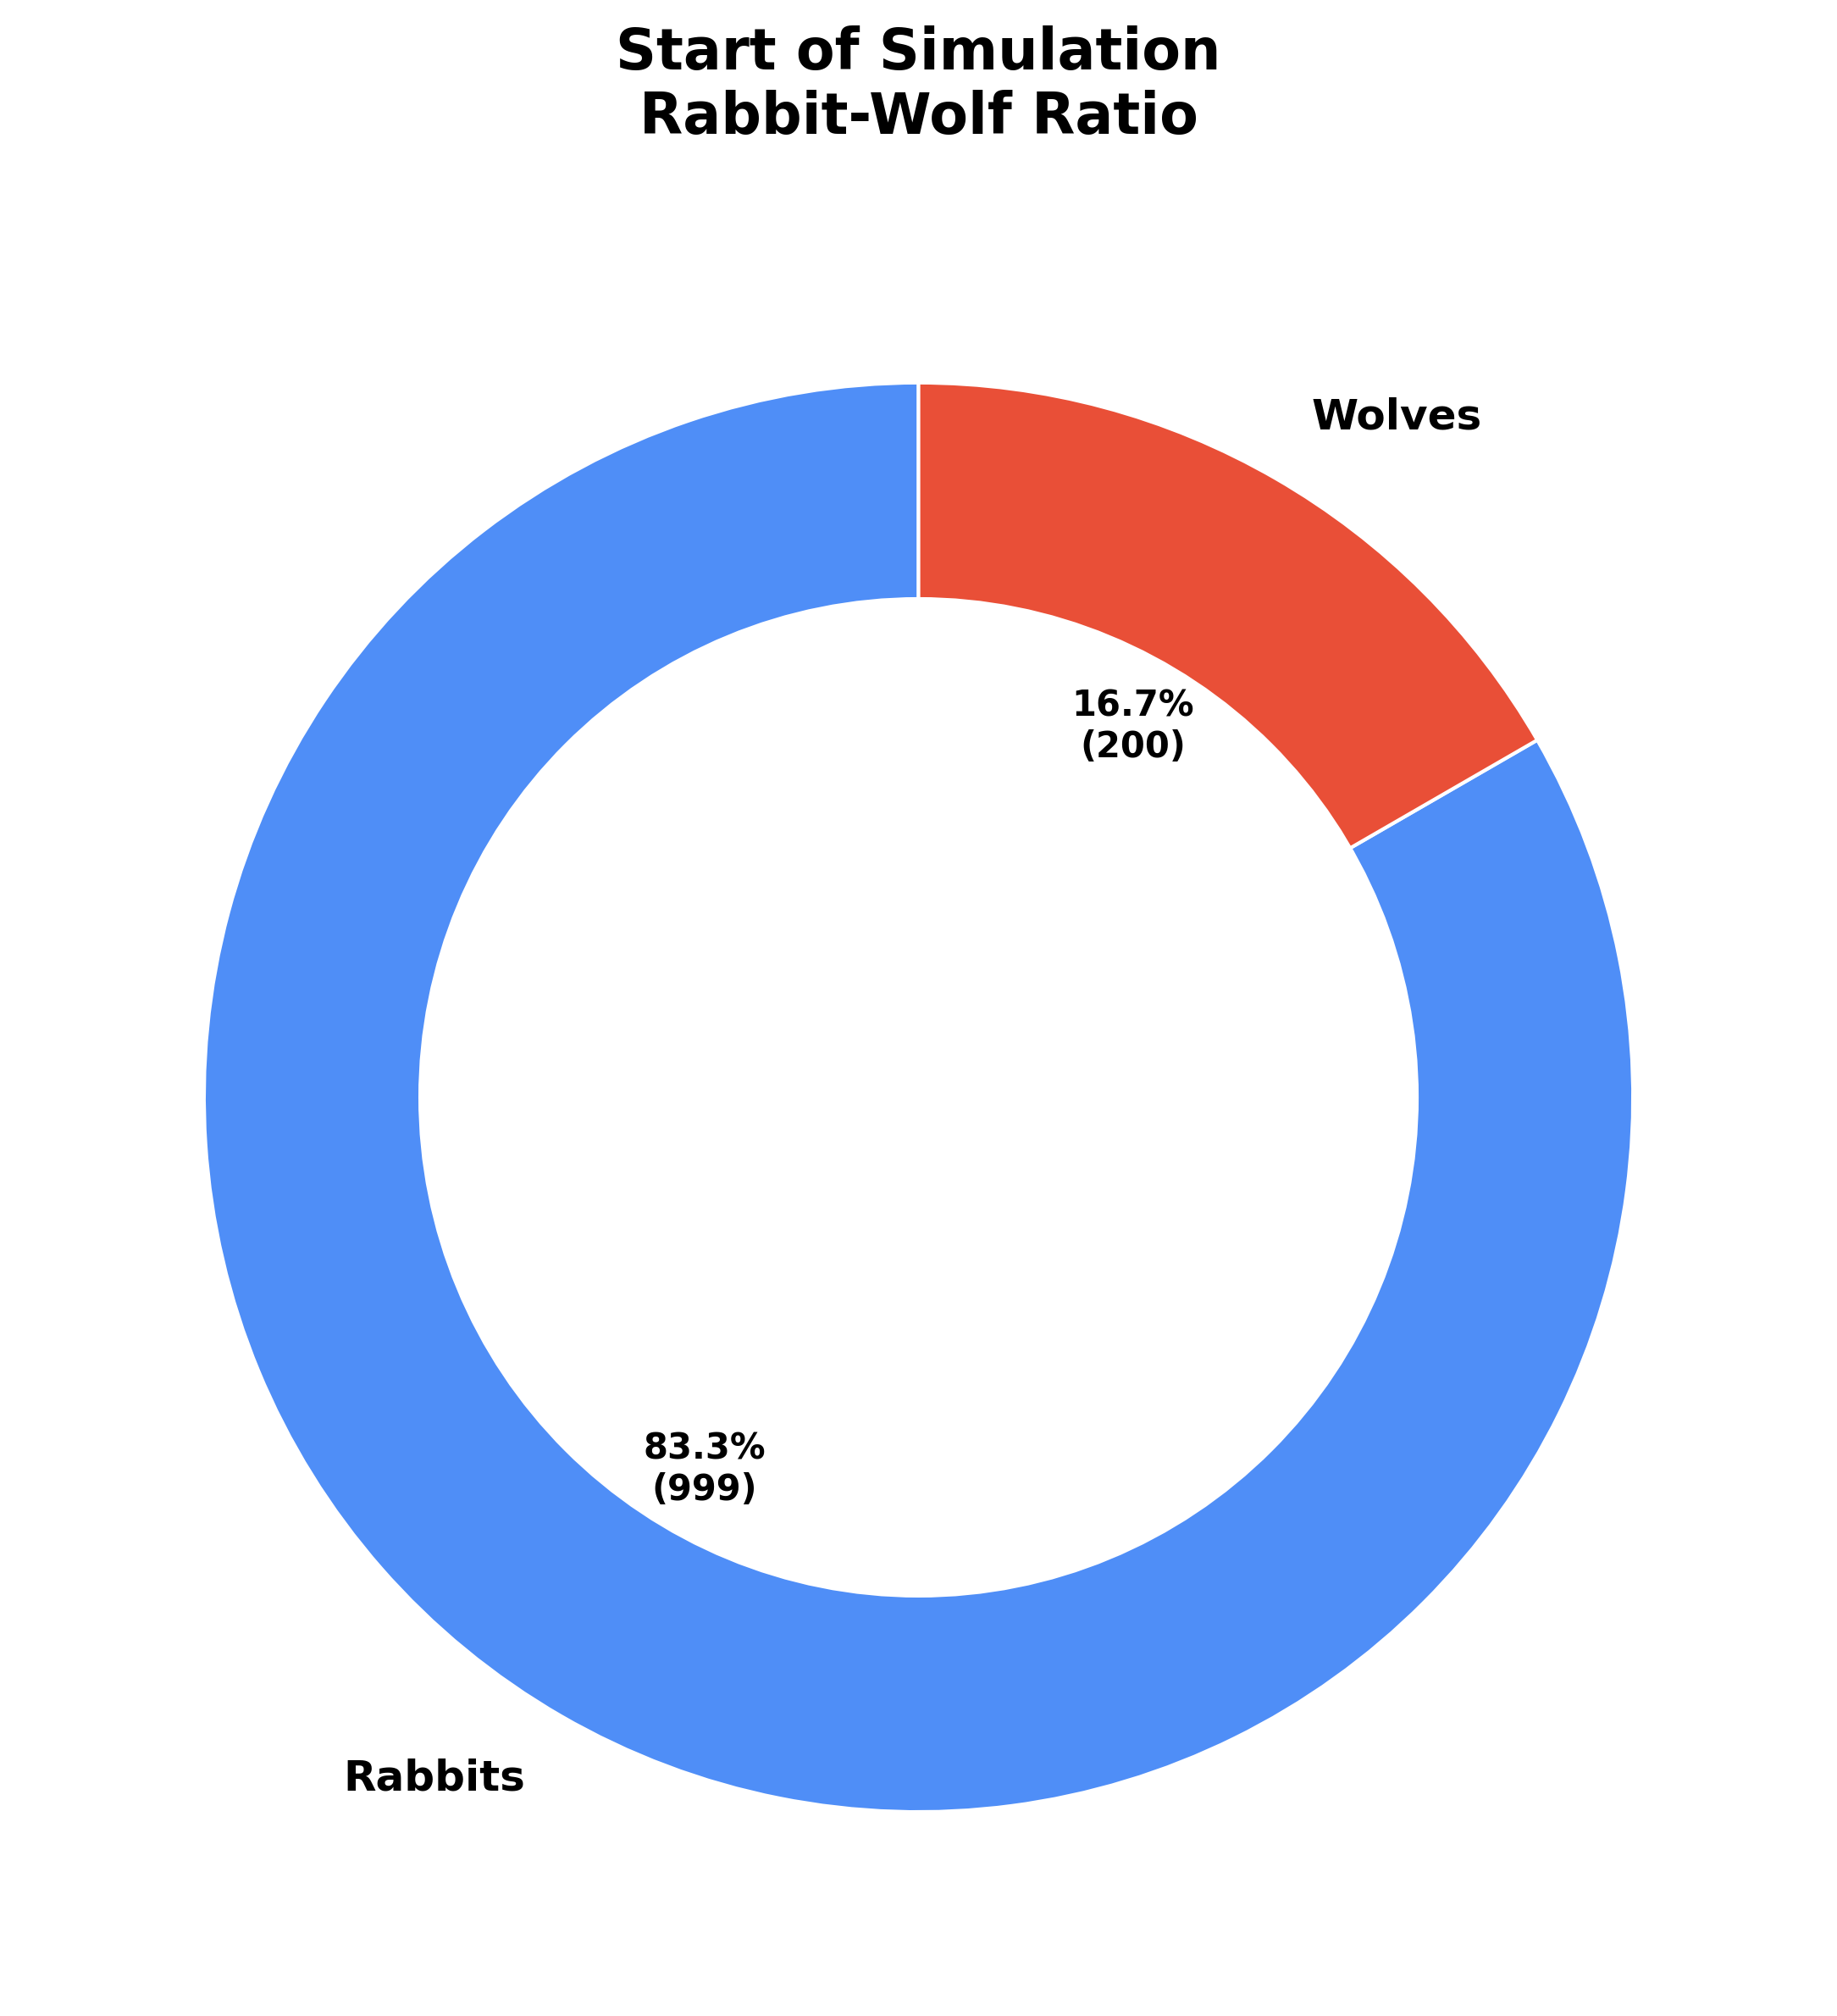 Start of Simulation
Rabbit-Wolf Ratio
Wolves
16.7%
(200)
83.3%
(999)
Rabbits